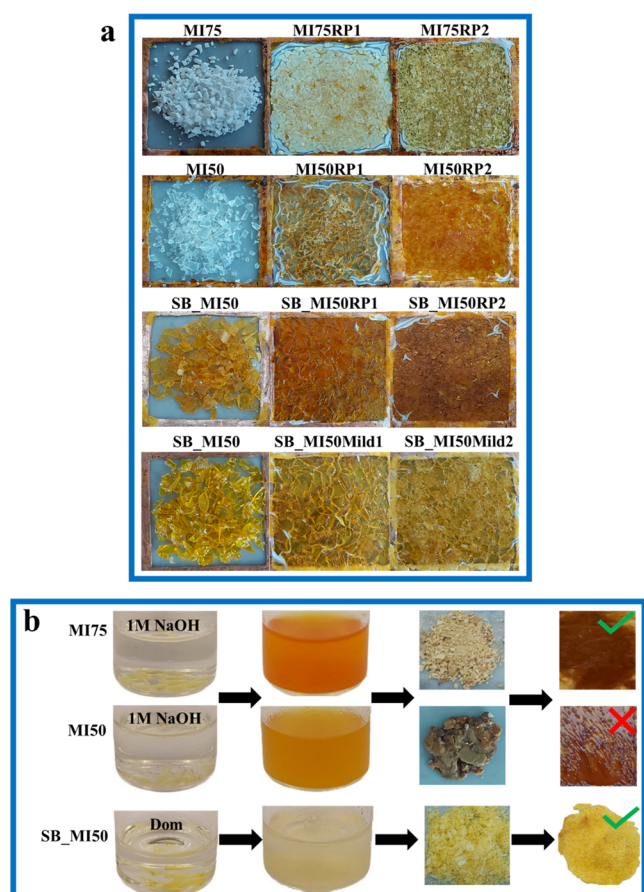 a
MI75 MI75RP1 MI75RP2
MI50 MI50RP1 MI50RP2
SB_MI50 SB_MI50RP1 SB_MI50RP2
SB_MI50 SB_MI50Mild1 SB_MI50Mild2
b
MI75 1M NaOH
MI50 1M NaOH
SB_MI50 Dom